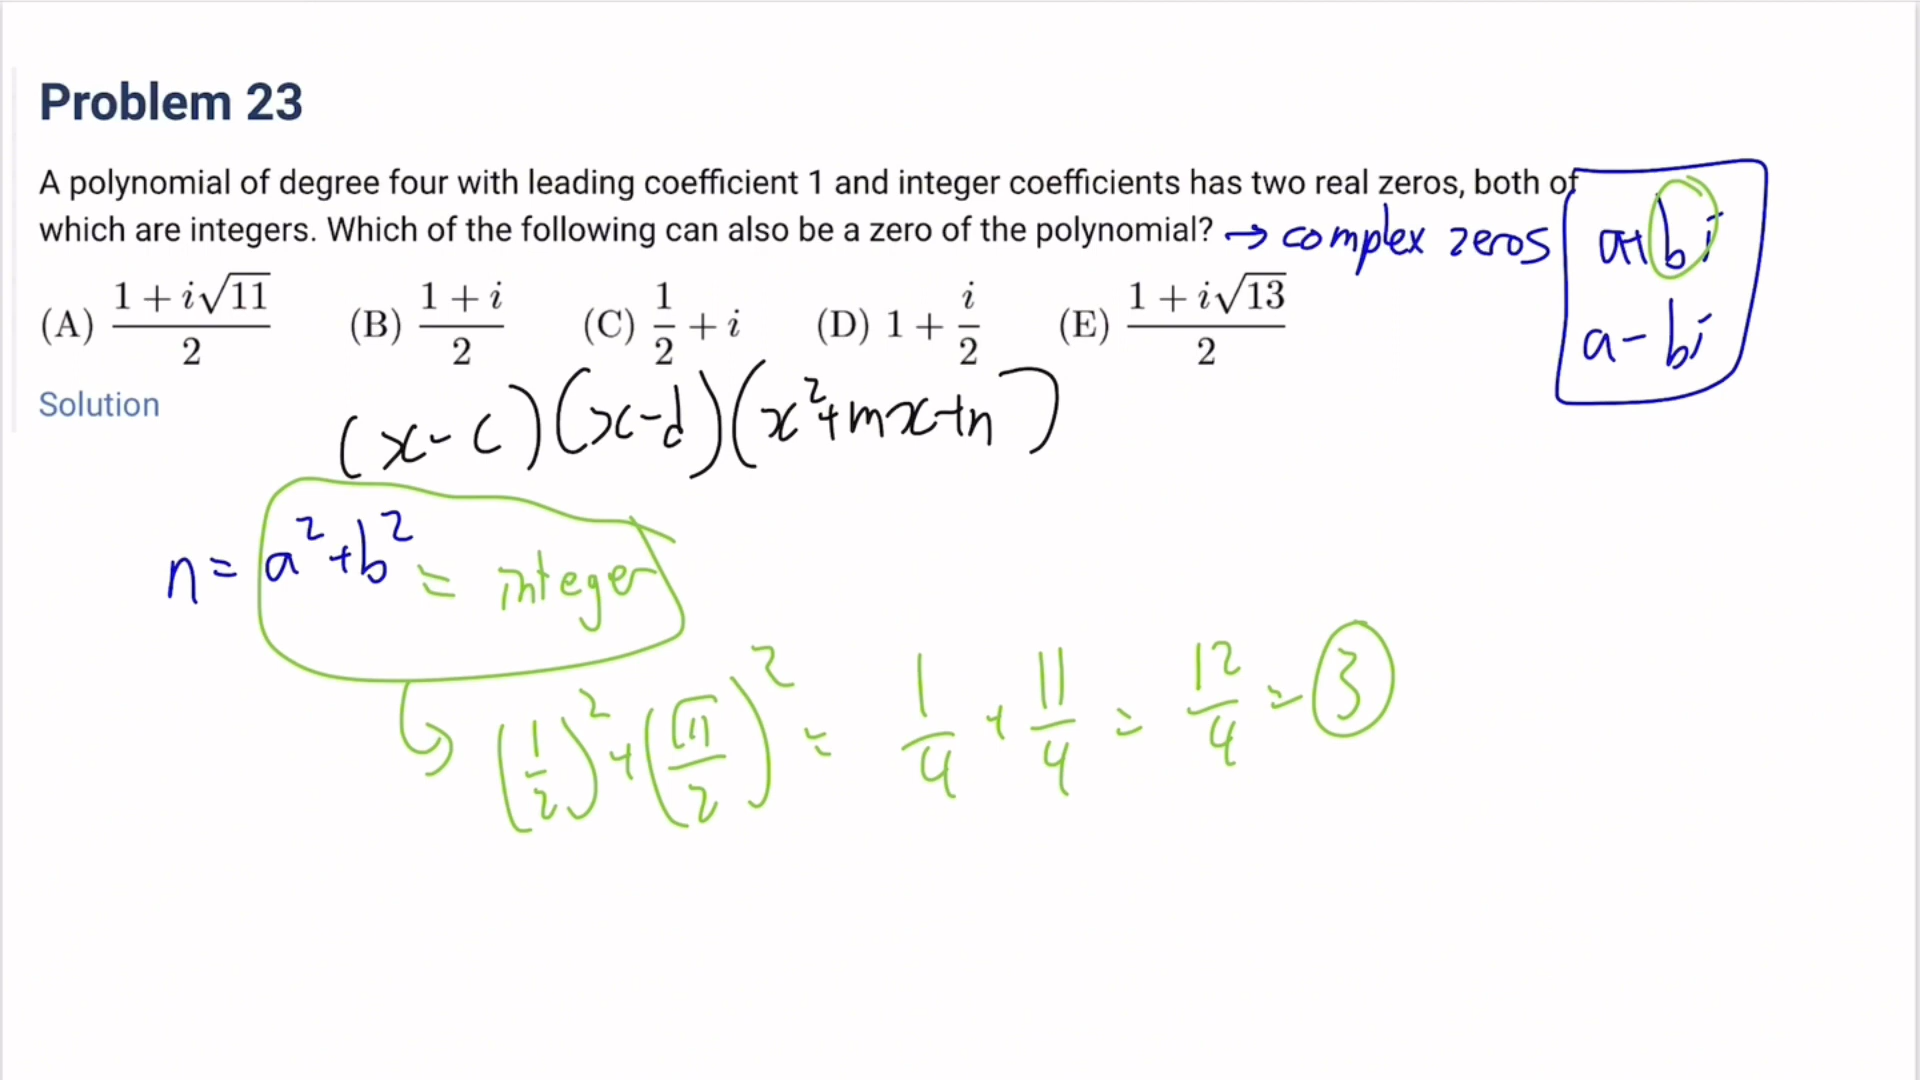 Problem 23
A polynomial of degree four with leading coefficient 1 and integer coefficients has two real zeros, both of
which are integers. Which of the following can also be a zero of the polynomial? → complex zeros
a+bi
a-bi
(A) (1 + i√11)/2 (B) (1 + i)/2 (C) 1/2 + i (D) 1 + i/2 (E) (1 + i√13)/2
Solution
(x-c)(x-d)(x²+mx+n)
n = a²+b² = integer
(1/2)² + (√11/2)² = 1/4 + 11/4 = 12/4 = 3